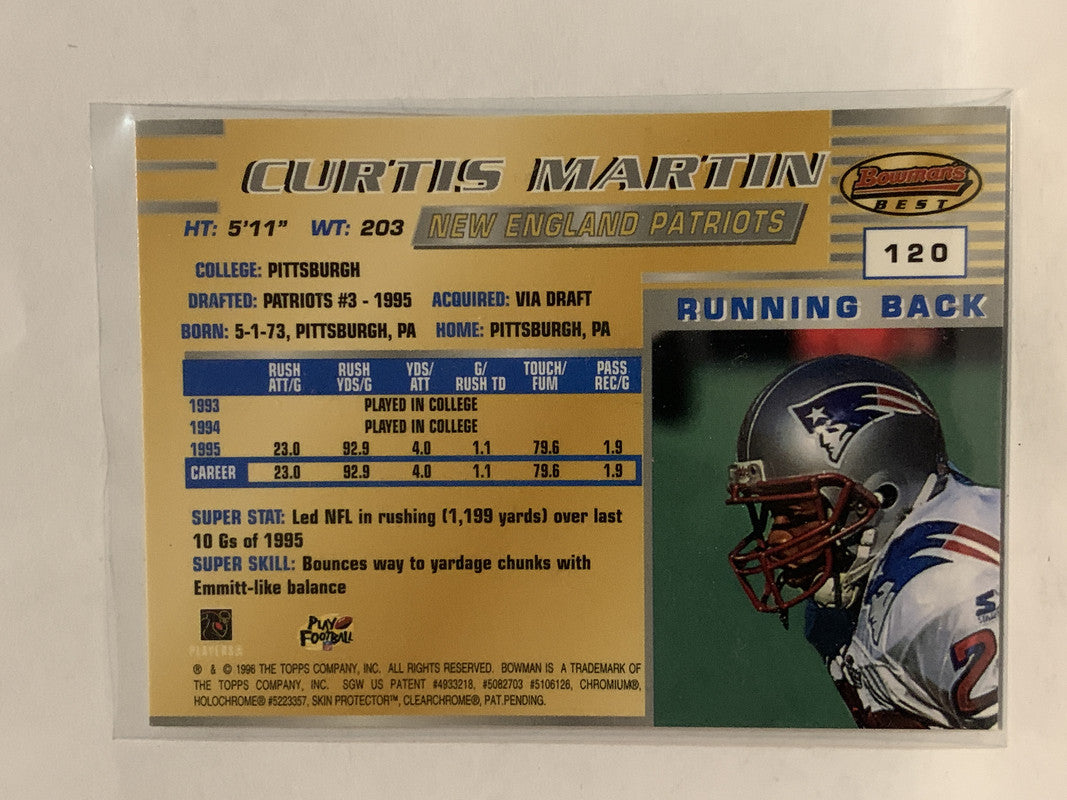 CURTIS MARTIN
Bowman's
BEST
HT: 5'11" WT: 203 NEW ENGLAND PATRIOTS
120
COLLEGE: PITTSBURGH
DRAFTED: PATRIOTS #3 - 1995 ACQUIRED: VIA DRAFT
RUNNING BACK
BORN: 5-1-73, PITTSBURGH, PA HOME: PITTSBURGH, PA
RUSH ATT/G RUSH YDS/G YDS/ATT G/RUSH TD TOUCH/FUM PASS REC/G
1993 PLAYED IN COLLEGE
1994 PLAYED IN COLLEGE
1995 23.0 92.9 4.0 1.1 79.6 1.9
CAREER 23.0 92.9 4.0 1.1 79.6 1.9
SUPER STAT: Led NFL in rushing (1,199 yards) over last
10 Gs of 1995
SUPER SKILL: Bounces way to yardage chunks with
Emmitt-like balance
PLAYERS
PLAY
FOOTBALL
® & © 1996 THE TOPPS COMPANY, INC. ALL RIGHTS RESERVED. BOWMAN IS A TRADEMARK OF
THE TOPPS COMPANY, INC. SGW US PATENT #4933218, #5082703 #5106126, CHROMIUM®,
HOLOCHROME® #5223357, SKIN PROTECTOR™, CLEARCHROME®, PAT.PENDING.
2